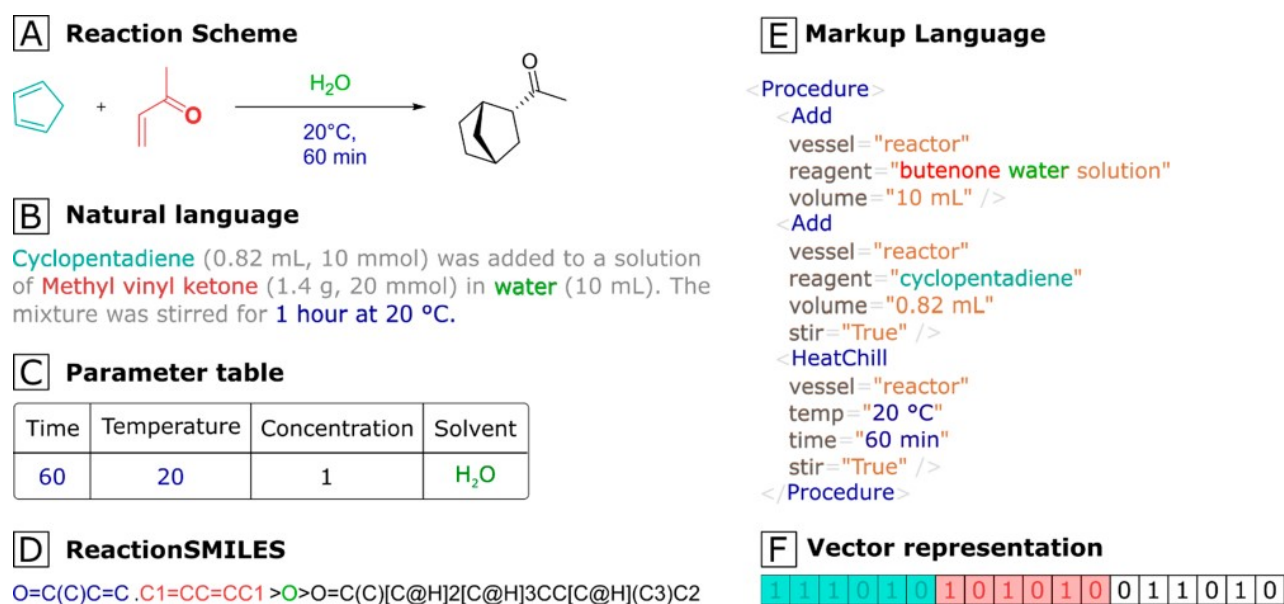 A Reaction Scheme
+
O
H₂O
20°C,
60 min
O
B Natural language
Cyclopentadiene (0.82 mL, 10 mmol) was added to a solution
of Methyl vinyl ketone (1.4 g, 20 mmol) in water (10 mL). The
mixture was stirred for 1 hour at 20 ºC.
C Parameter table
Time Temperature Concentration Solvent
60 20 1 H₂O
D ReactionSMILES
O=C(C)C=C .C1=CC=CC1 >O>O=C(C)[C@H]2[C@H]3CC[C@H](C3)C2
E Markup Language
<Procedure>
<Add
vessel="reactor"
reagent="butenone water solution"
volume="10 mL" />
<Add
vessel="reactor"
reagent="cyclopentadiene"
volume="0.82 mL"
stir="True" />
<HeatChill
vessel="reactor"
temp="20 ºC"
time="60 min"
stir="True" />
</Procedure>
F Vector representation
1 1 1 0 1 0 1 0 1 0 1 0 0 1 1 0 1 0